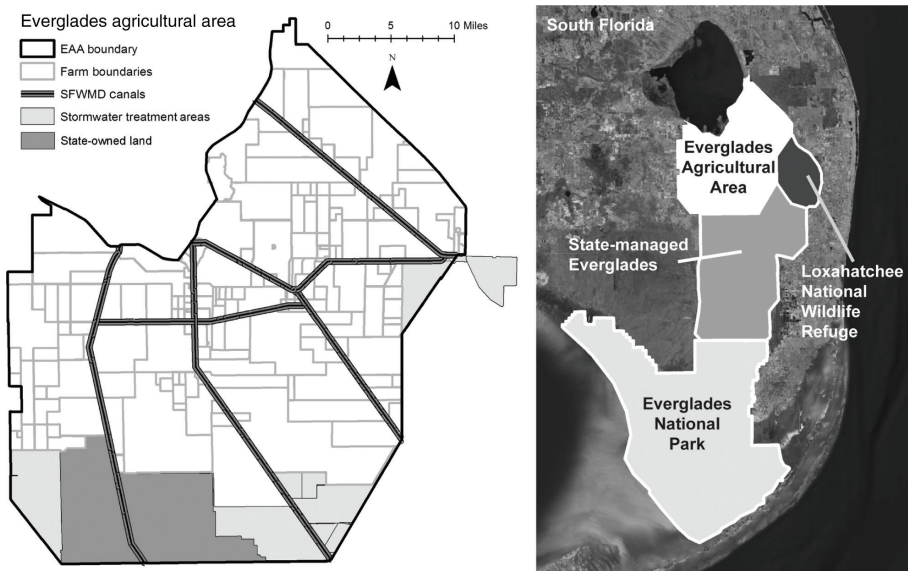 Everglades agricultural area
EAA boundary
Farm boundaries
SFWMD canals
Stormwater treatment areas
State-owned land
0 5 10 Miles
N
South Florida
Everglades
Agricultural
Area
State-managed
Everglades
Loxahatchee
National
Wildlife
Refuge
Everglades
National
Park